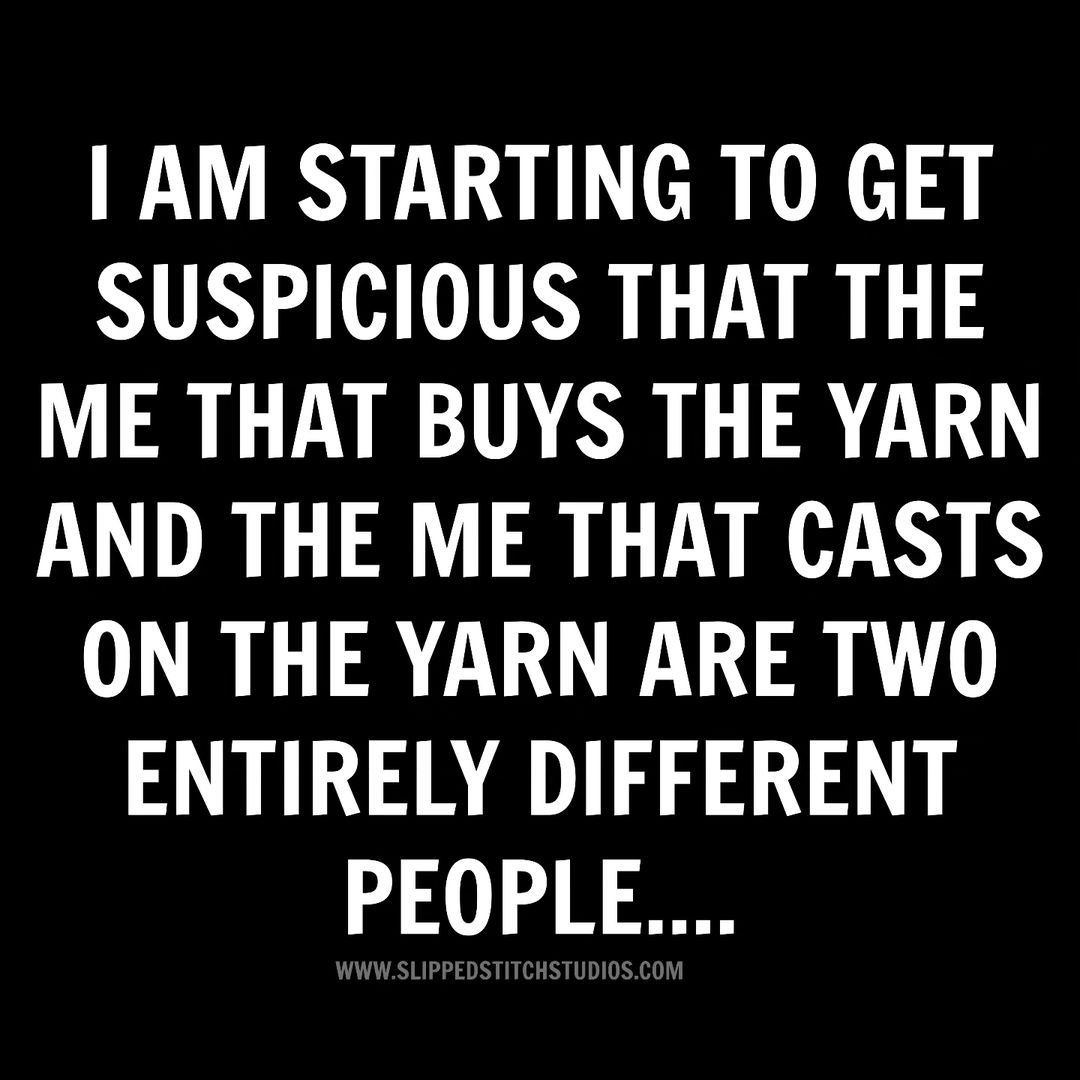 I AM STARTING TO GET
SUSPICIOUS THAT THE
ME THAT BUYS THE YARN
AND THE ME THAT CASTS
ON THE YARN ARE TWO
ENTIRELY DIFFERENT
PEOPLE....
WWW.SLIPPEDSTITCHSTUDIOS.COM